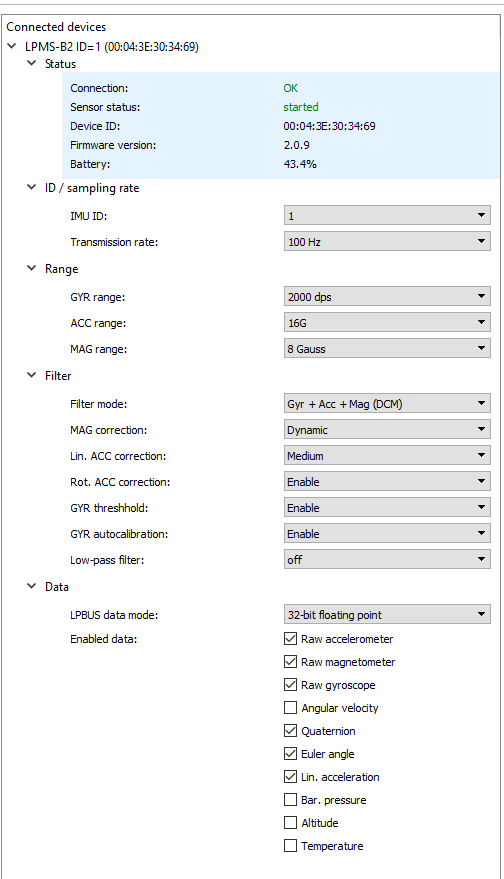 Connected devices
LPMS-B2 ID=1 (00:04:3E:30:34:69)
Status
Connection: OK
Sensor status: started
Device ID: 00:04:3E:30:34:69
Firmware version: 2.0.9
Battery: 43.4%
ID / sampling rate
IMU ID: 1
Transmission rate: 100 Hz
Range
GYR range: 2000 dps
ACC range: 16G
MAG range: 8 Gauss
Filter
Filter mode: Gyr + Acc + Mag (DCM)
MAG correction: Dynamic
Lin. ACC correction: Medium
Rot. ACC correction: Enable
GYR threshhold: Enable
GYR autocalibration: Enable
Low-pass filter: off
Data
LPBUS data mode: 32-bit floating point
Enabled data: Raw accelerometer
Raw magnetometer
Raw gyroscope
Angular velocity
Quaternion
Euler angle
Lin. acceleration
Bar. pressure
Altitude
Temperature